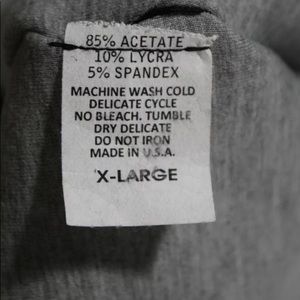 85% ACETATE
10% LYCRA
5% SPANDEX
MACHINE WASH COLD
DELICATE CYCLE
NO BLEACH. TUMBLE
DRY DELICATE
DO NOT IRON
MADE IN U.S.A.
X-LARGE